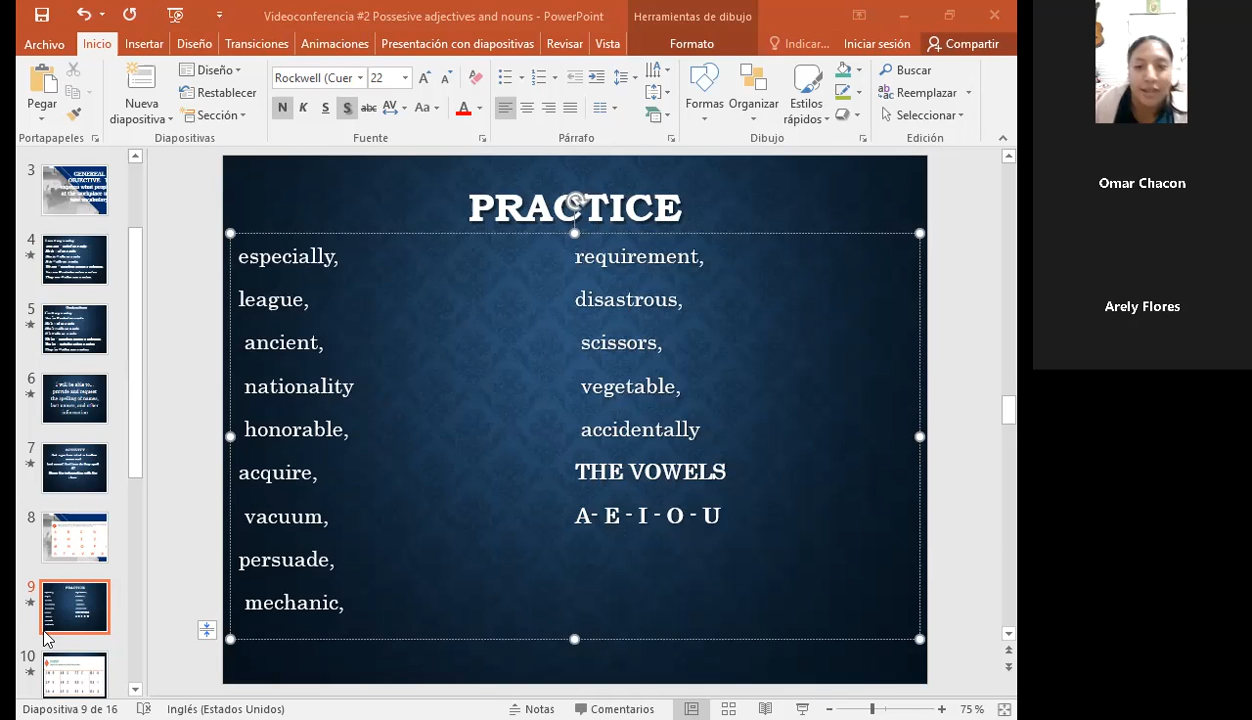 Videoconferencia #2 Possesive adjectives and nouns - PowerPoint
Herramientas de dibujo
Archivo
Inicio
Insertar
Diseño
Transiciones
Animaciones
Presentación con diapositivas
Revisar
Vista
Formato
Indicar...
Iniciar sesión
Compartir
Pegar
Portapapeles
Nueva
diapositiva
Diseño
Restablecer
Sección
Diapositivas
Rockwell (Cuer
22
N K S S abc AV Aa A
Fuente
Párrafo
Formas
Organizar
Estilos
rápidos
Dibujo
Buscar
Reemplazar
Seleccionar
Edición
3
4
5
6
7
8
9
10
PRACTICE
especially,
league,
ancient,
nationality
honorable,
acquire,
vacuum,
persuade,
mechanic,
requirement,
disastrous,
scissors,
vegetable,
accidentally
THE VOWELS
A- E - I - O - U
Omar Chacon
Arely Flores
Diapositiva 9 de 16
Inglés (Estados Unidos)
Notas
Comentarios
75 %